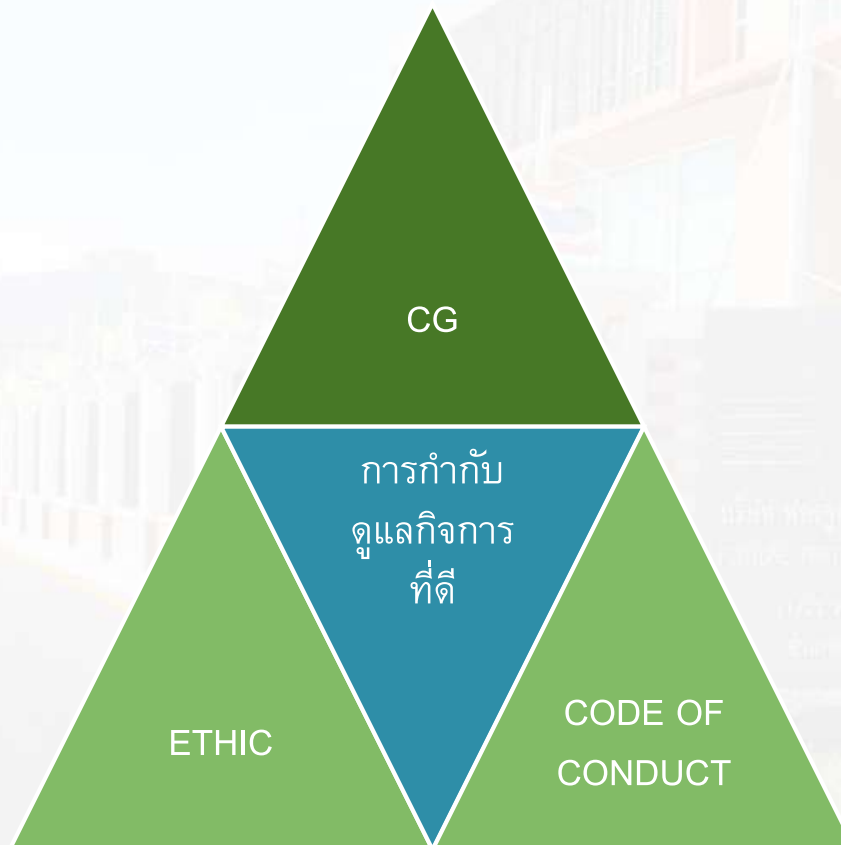 CG
การกำกับ
ดูแลกิจการ
ที่ดี
ETHIC
CODE OF
CONDUCT